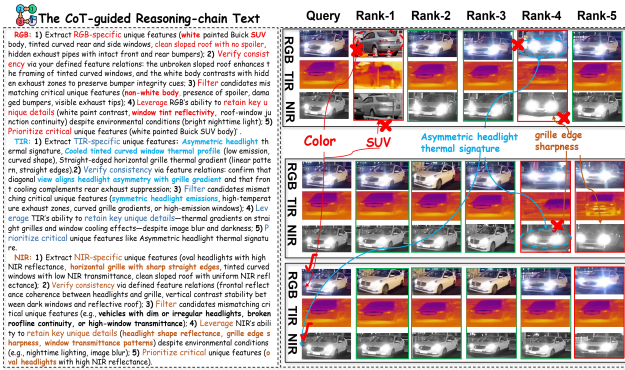 The CoT-guided Reasoning-chain Text
RGB: 1) Extract RGB-specific unique features (white painted Buick SUV
body, tinted curved rear and side windows, clean sloped roof with no spoiler,
hidden exhaust pipes with intact front and rear bumpers); 2) Verify consist
ency via your defined feature relations: the unbroken sloped roof enhances t
he framing of tinted curved windows, and the white body contrasts with hidd
en exhaust zones to preserve bumper integrity cues; 3) Filter candidates mis
matching critical unique features (non-white body, presence of spoiler, dam
aged bumpers, visible exhaust tips); 4) Leverage RGB's ability to retain key u
nique details (white paint contrast, window tint reflectivity, roof-window ju
nction continuity) despite environmental conditions (bright nighttime light); 5)
Prioritize critical unique features (white painted Buick SUV body)'.
TIR: 1) Extract TIR-specific unique features: Asymmetric headlight th
ermal signature, Cooled tinted curved window thermal profile (low emission,
curved shape), Straight-edged horizontal grille thermal gradient (linear patte
rn, straight edges).2) Verify consistency via feature relations: confirm that
diagonal view aligns headlight asymmetry with grille gradient and that fron
t cooling complements rear exhaust suppression; 3) Filter candidates mismat
ching critical unique features (symmetric headlight emissions, high-temperat
ure exhaust zones, curved grille gradients, or high-emission windows); 4) Lev
erage TIR's ability to retain key unique details—thermal gradients on strai
ght grilles and window cooling effects—despite image blur and darkness; 5) P
rioritize critical unique features like Asymmetric headlight thermal signatu
re.
NIR: 1) Extract NIR-specific unique features (oval headlights with high
NIR reflectance, horizontal grille with sharp straight edges, tinted curved
windows with low NIR transmittance, clean sloped roof with uniform NIR refl
ectance); 2) Verify consistency via defined feature relation (frontal reflect
ance coherence between headlights and grille, vertical contrast stability bet
ween dark windows and reflective roof); 3) Filter candidates mismatching cri
tical unique features (e.g., vehicles with dim or irregular headlights, broken
roofline continuity, or high-window transmittance); 4) Leverage NIR's abili
ty to retain key unique details (headlight shape reflectance, grille edge s
harpness, window transmittance patterns) despite environmental conditions
(e.g., nighttime lighting, image blur); 5) Prioritize critical unique features (o
val headlights with high NIR reflectance).
Query Rank-1 Rank-2 Rank-3 Rank-4 Rank-5
RGB
TIR
NIR
Color
SUV
Asymmetric headlight
thermal signature
grille edge
sharpness
RGB
TIR
NIR
RGB
TIR
NIR